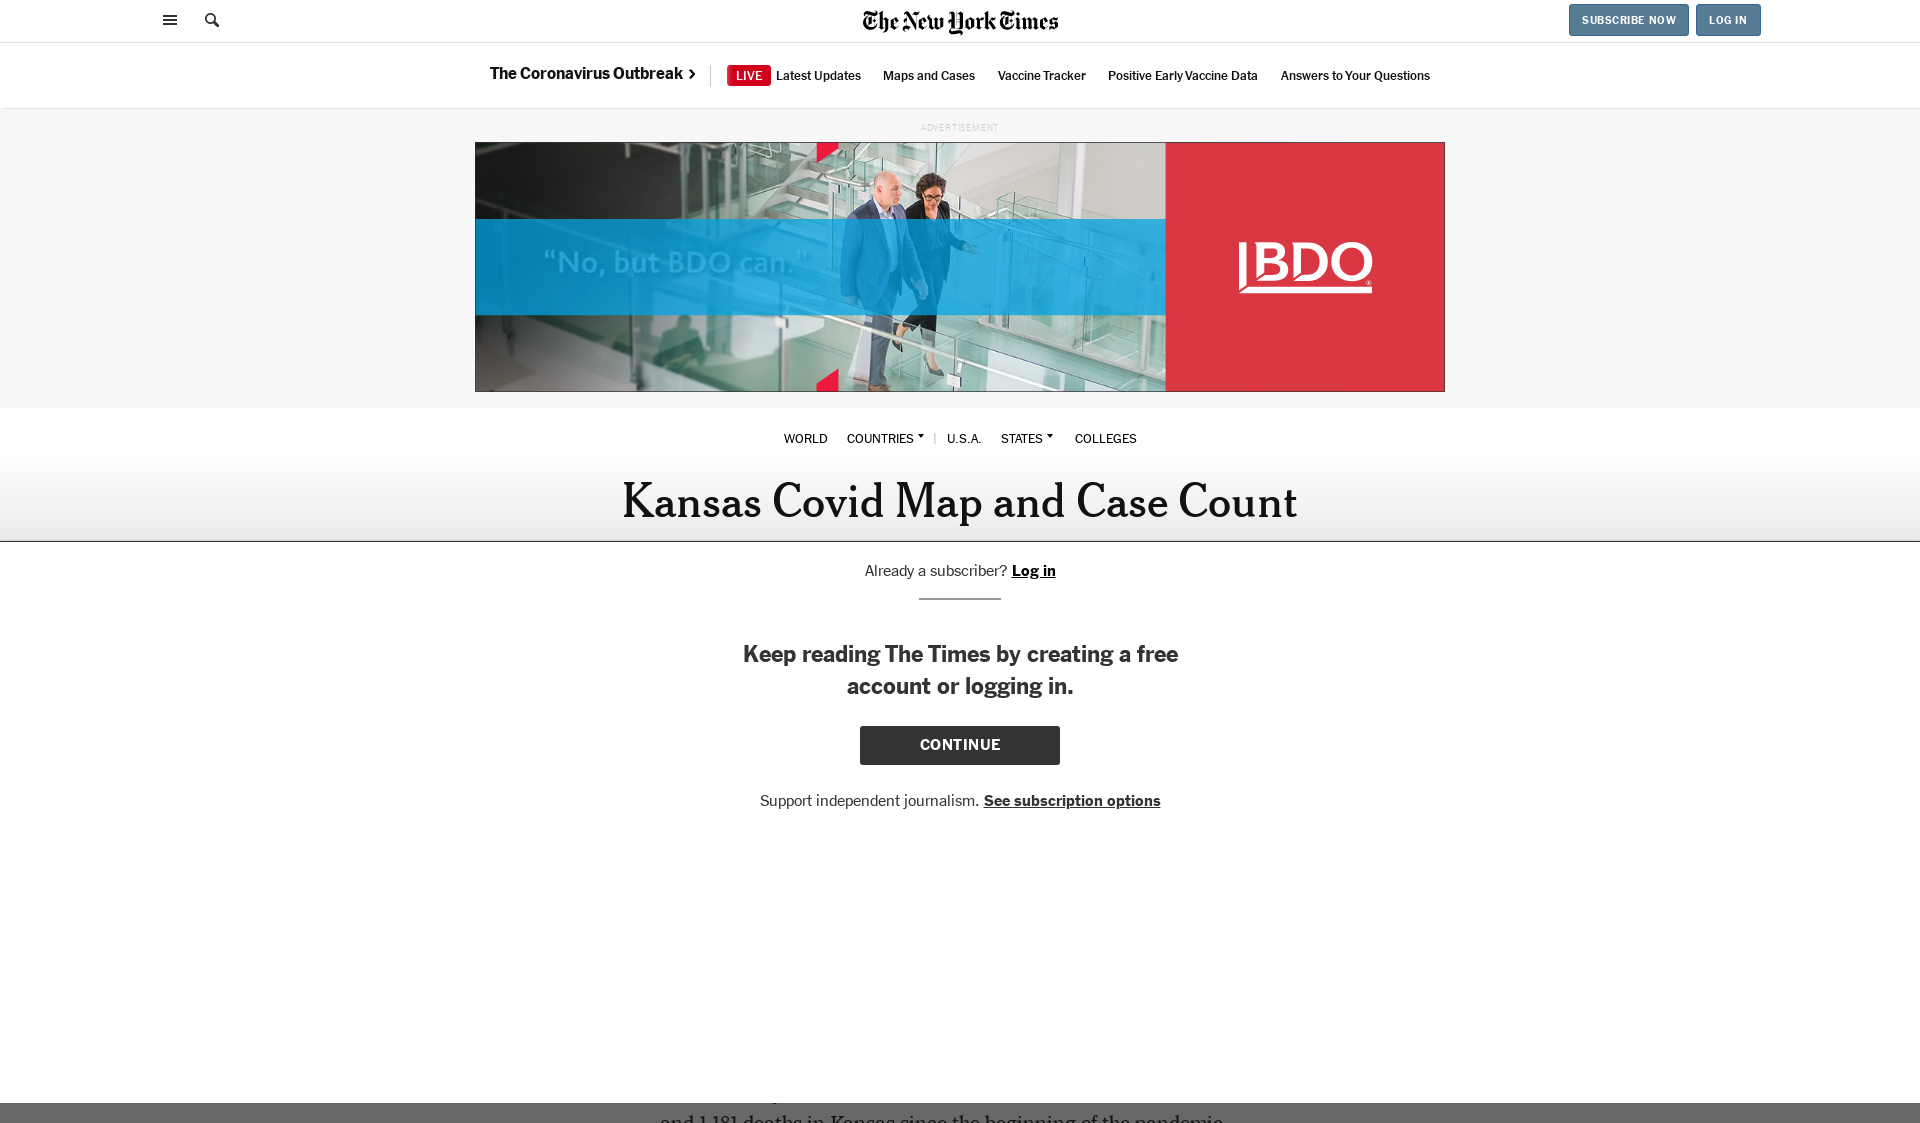 The New York Times
SUBSCRIBE NOW
LOG IN
The Coronavirus Outbreak
LIVE Latest Updates
Maps and Cases
Vaccine Tracker
Positive Early Vaccine Data
Answers to Your Questions
ADVERTISEMENT
“No, but BDO can.”
BDO®
WORLD
COUNTRIES
U.S.A.
STATES
COLLEGES
Kansas Covid Map and Case Count
Already a subscriber? Log in
Keep reading The Times by creating a free
account or logging in.
CONTINUE
Support independent journalism. See subscription options
and 1,181 deaths in Kansas since the beginning of the pandemic